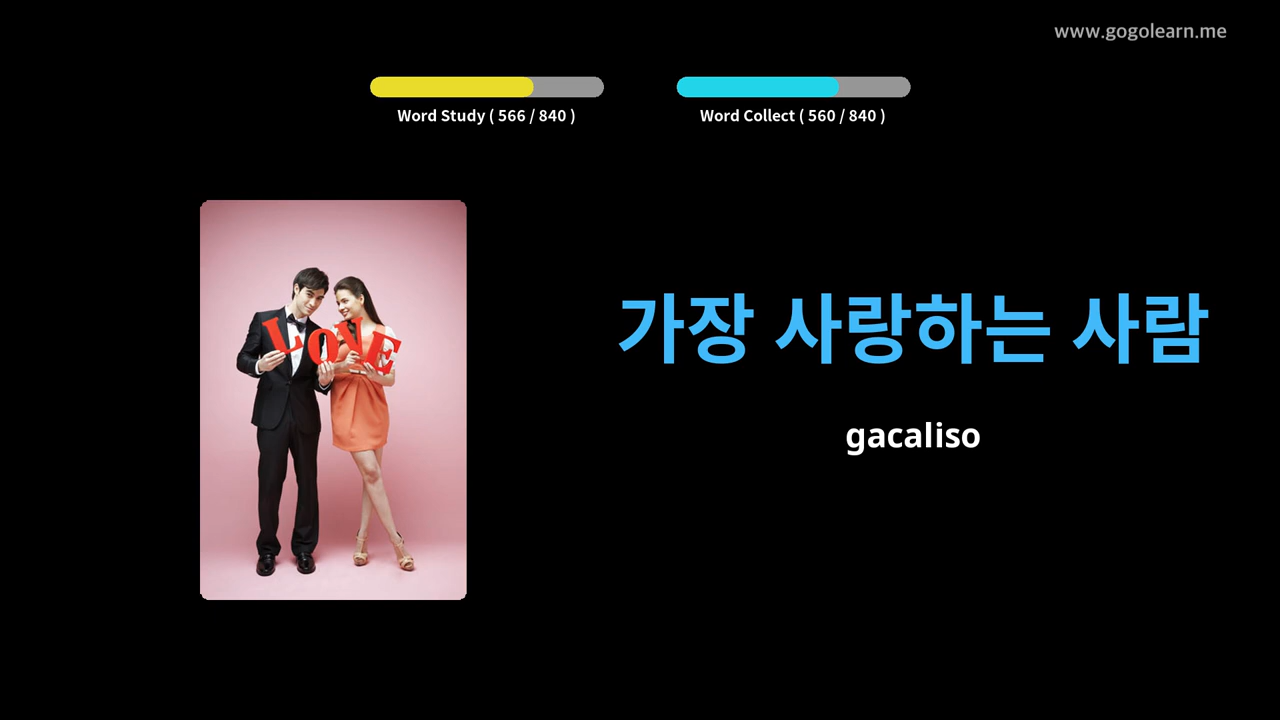 www.gogolearn.me
Word Study ( 566 / 840 )
Word Collect ( 560 / 840 )
LOVE
가장 사랑하는 사람
gacaliso